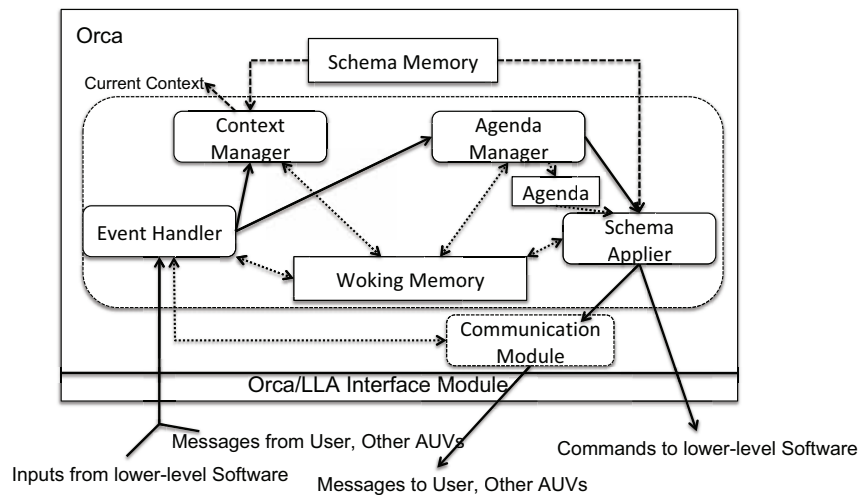 Orca
Schema Memory
Current Context
Context
Manager
Agenda
Manager
Agenda
Event Handler
Schema
Applier
Woking Memory
Communication
Module
Orca/LLA Interface Module
Messages from User, Other AUVs
Commands to lower-level Software
Inputs from lower-level Software
Messages to User, Other AUVs